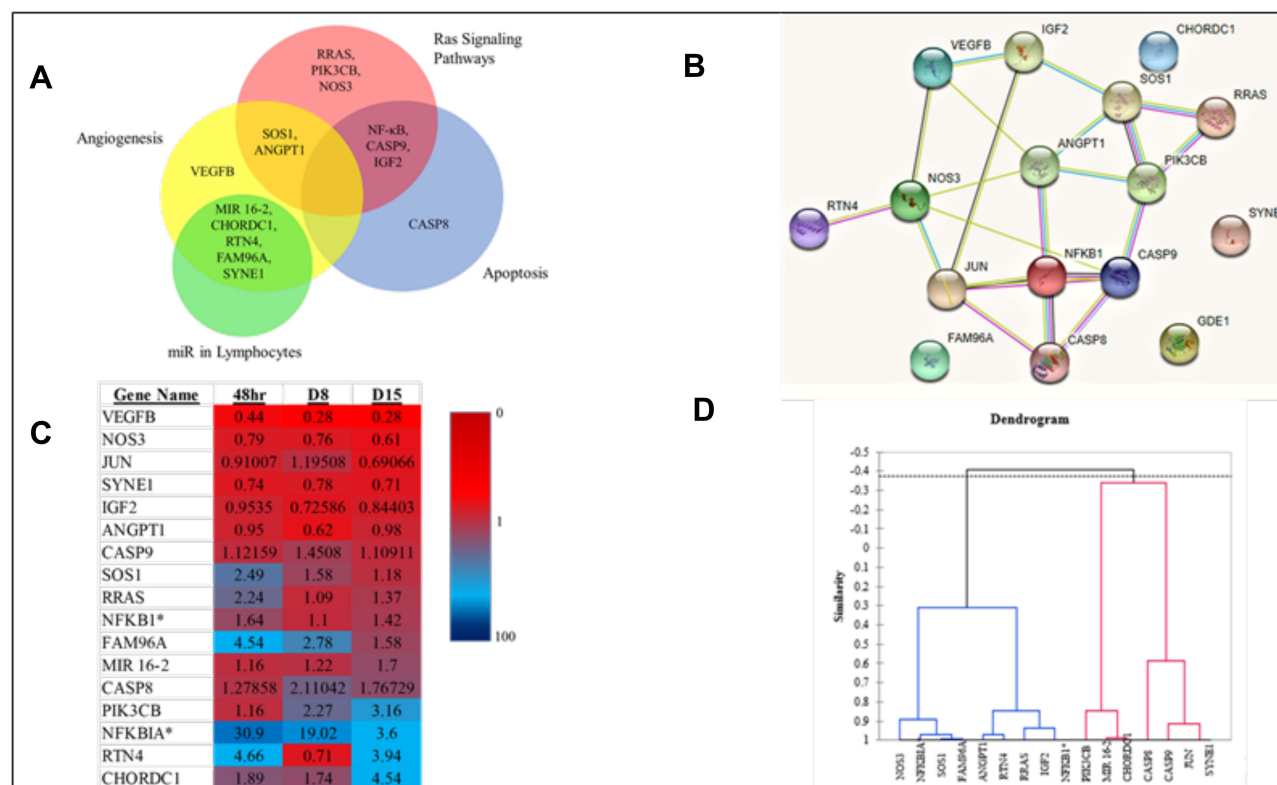 A
Ras Signaling
Pathways
RRAS,
PIK3CB,
NOS3
Angiogenesis
SOS1,
ANGPT1
NF-κB,
CASP9,
IGF2
VEGFB
MIR 16-2,
CHORDC1,
RTN4,
FAM96A,
SYNE1
CASP8
Apoptosis
miR in Lymphocytes
B
VEGFB
IGF2
CHORDC1
SOS1
RRAS
ANGPT1
PIK3CB
NOS3
RTN4
SYNE
JUN
NFKB1
CASP9
GDE1
FAM96A
CASP8
C
Gene Name 48hr D8 D15
VEGFB 0.44 0.28 0.28
NOS3 0.79 0.76 0.61
JUN 0.91007 1.19508 0.69066
SYNE1 0.74 0.78 0.71
IGF2 0.9535 0.72586 0.84403
ANGPT1 0.95 0.62 0.98
CASP9 1.12159 1.4508 1.10911
SOS1 2.49 1.58 1.18
RRAS 2.24 1.09 1.37
NFKB1* 1.64 1.1 1.42
FAM96A 4.54 2.78 1.58
MIR 16-2 1.16 1.22 1.7
CASP8 1.27858 2.11042 1.76729
PIK3CB 1.16 2.27 3.16
NFKBIA* 30.9 19.02 3.6
RTN4 4.66 0.71 3.94
CHORDC1 1.89 1.74 4.54
0
1
100
D
Dendrogram
Similarity
-0.5
-0.4
-0.3
-0.2
-0.1
0
0.1
0.2
0.3
0.4
0.5
0.6
0.7
0.8
0.9
1
NOS3
NFKBIA
SOS1
FAM96A
ANGPT1
RTN4
RRAS
IGF2
NFKB1*
PIK3CB
MIR 16-2
CHORDC1
CASP8
CASP9
JUN
SYNE1